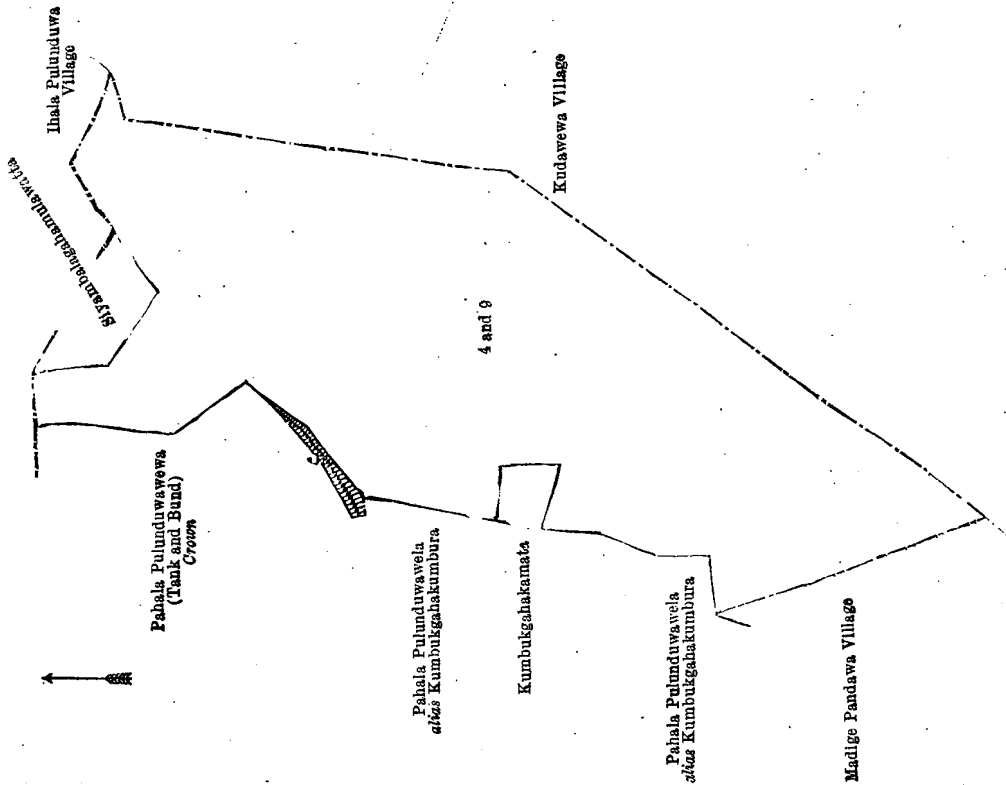 Ihala Pulunduwa
Village
Siyambalagahamulawatta
Kudawewa Village
4 and 9
Pahala Pulunduwawewa
(Tank and Bund)
Crown
Pahala Pulunduwawela
alias Kumbukgahakumbura
Kumbukgahakamata
Pahala Pulunduwawela
alias Kumbukgahakumbura
Madige Pandawa Village